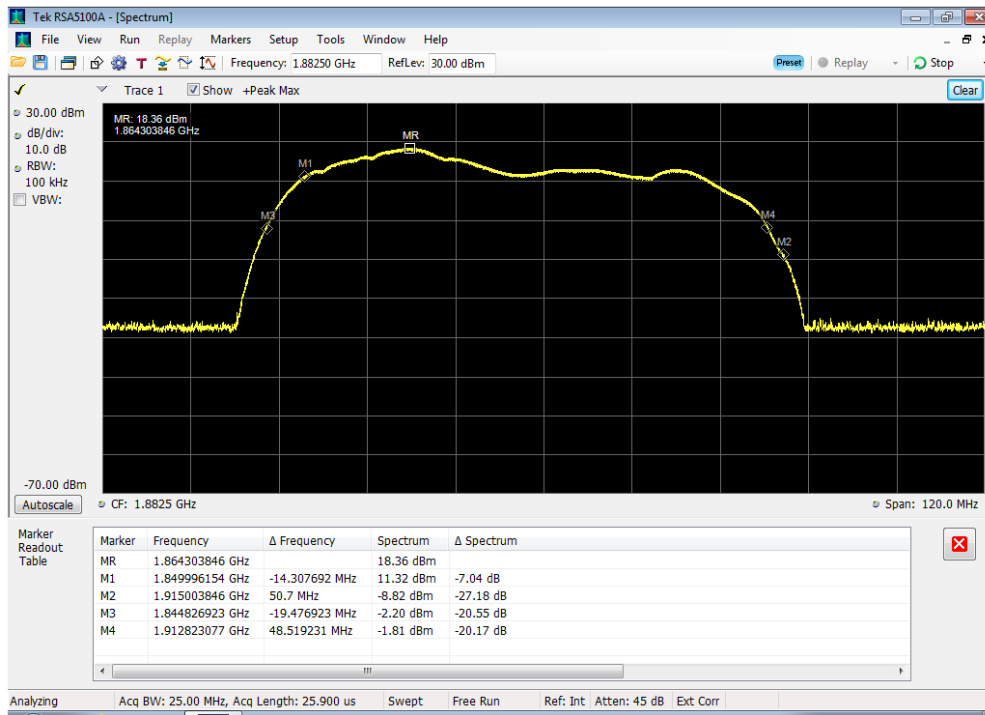 Tek RSA5100A - [Spectrum]
File View Run Replay Markers Setup Tools Window Help
T Frequency: 1.88250 GHz RefLev: 30.00 dBm Preset Replay Stop
Trace 1 Show +Peak Max Clear
30.00 dBm
dB/div:
10.0 dB
RBW:
100 kHz
VBW:
MR: 18.36 dBm
1.864303846 GHz
MR
M1
M3
M4
M2
-70.00 dBm
Autoscale CF: 1.8825 GHz Span: 120.0 MHz
Marker
Readout
Table
Marker Frequency Δ Frequency Spectrum Δ Spectrum
MR 1.864303846 GHz 18.36 dBm
M1 1.849996154 GHz -14.307692 MHz 11.32 dBm -7.04 dB
M2 1.915003846 GHz 50.7 MHz -8.82 dBm -27.18 dB
M3 1.844826923 GHz -19.476923 MHz -2.20 dBm -20.55 dB
M4 1.912823077 GHz 48.519231 MHz -1.81 dBm -20.17 dB
Analyzing Acq BW: 25.00 MHz, Acq Length: 25.900 us Swept Free Run Ref: Int Atten: 45 dB Ext Corr